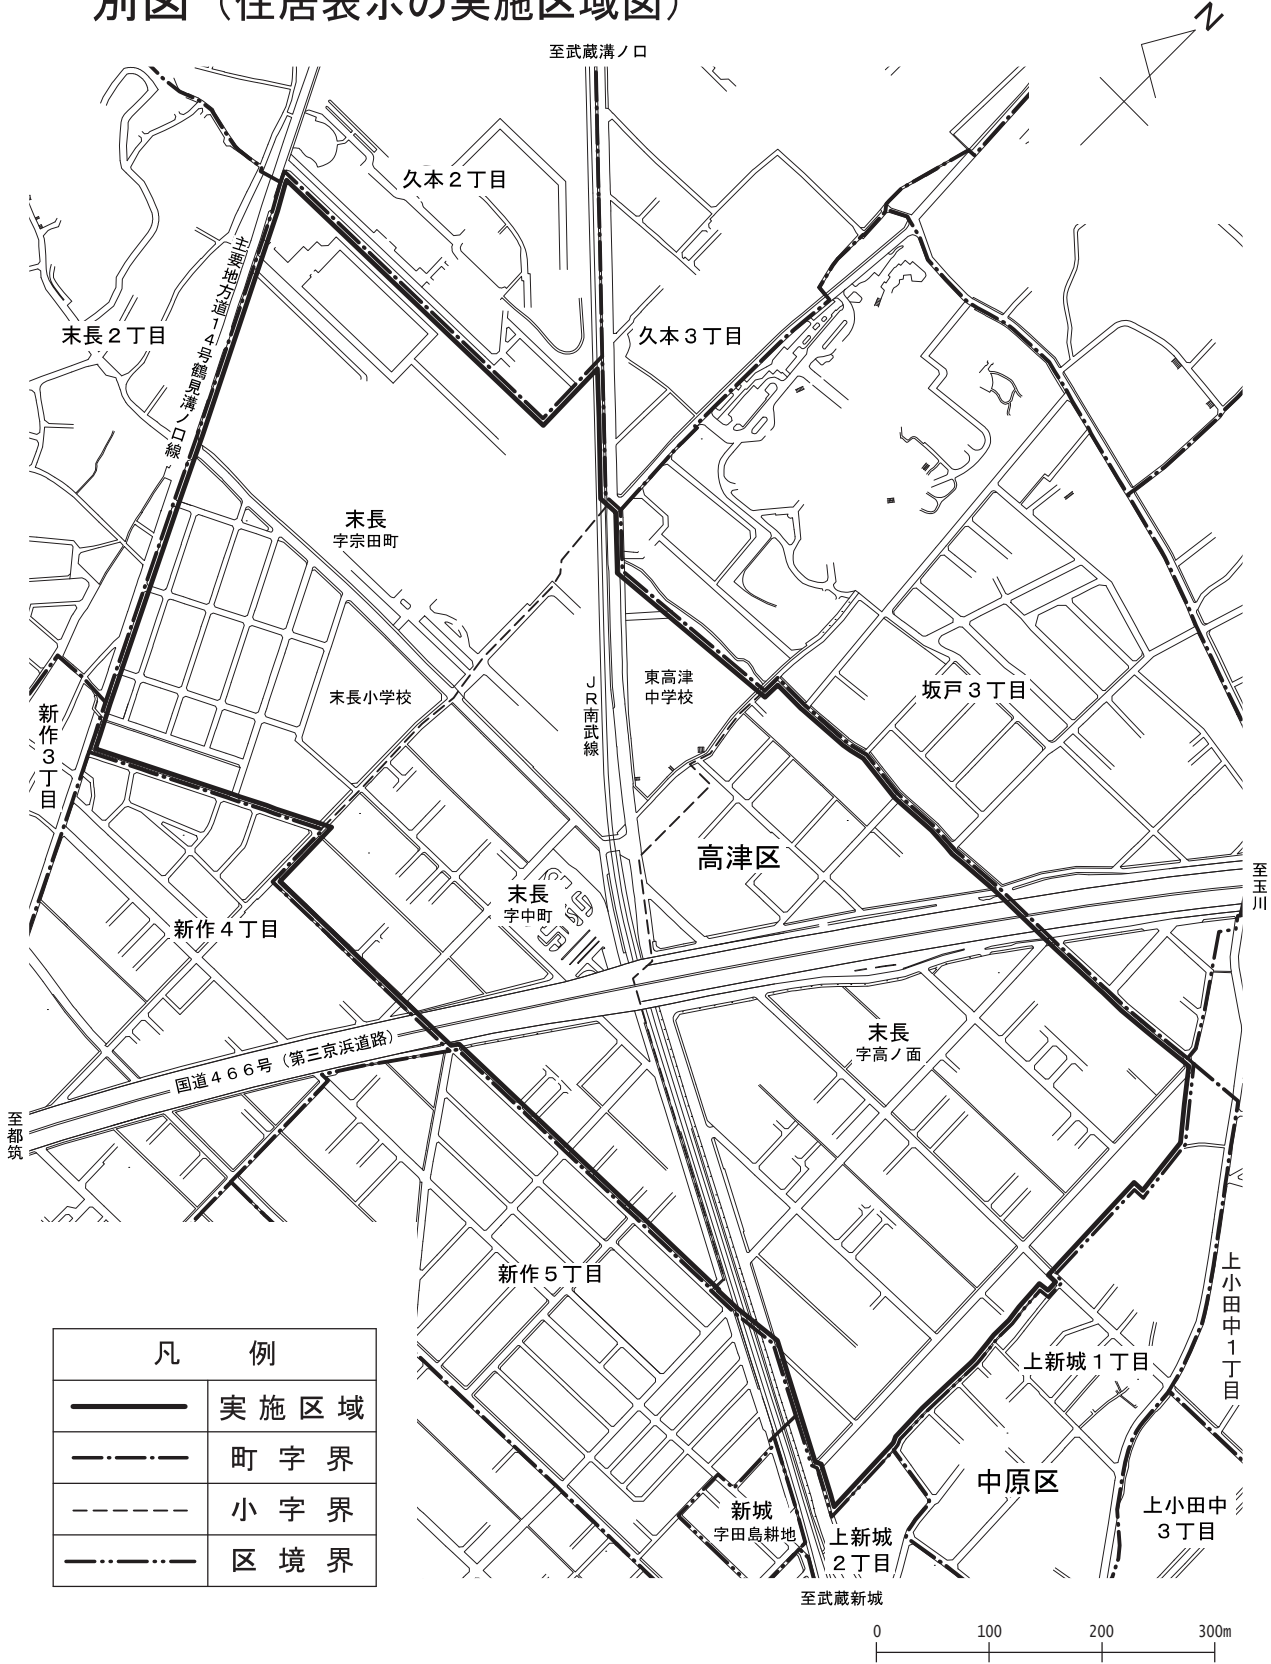 別図（住居表示の実施区域図）
N
至武蔵溝ノ口
久本２丁目
主要地方道１４号鶴見溝ノ口線
末長２丁目
久本３丁目
末長
字宗田町
末長小学校
ＪＲ南武線
東高津
中学校
坂戸３丁目
新作３丁目
高津区
至玉川
末長
字中町
新作４丁目
末長
字高ノ面
国道４６６号（第三京浜道路）
至都筑
新作５丁目
上小田中１丁目
上新城１丁目
中原区
新城
字田島耕地
上新城
２丁目
上小田中
３丁目
至武蔵新城
凡例
実施区域
町字界
小字界
区境界
0 100 200 300m